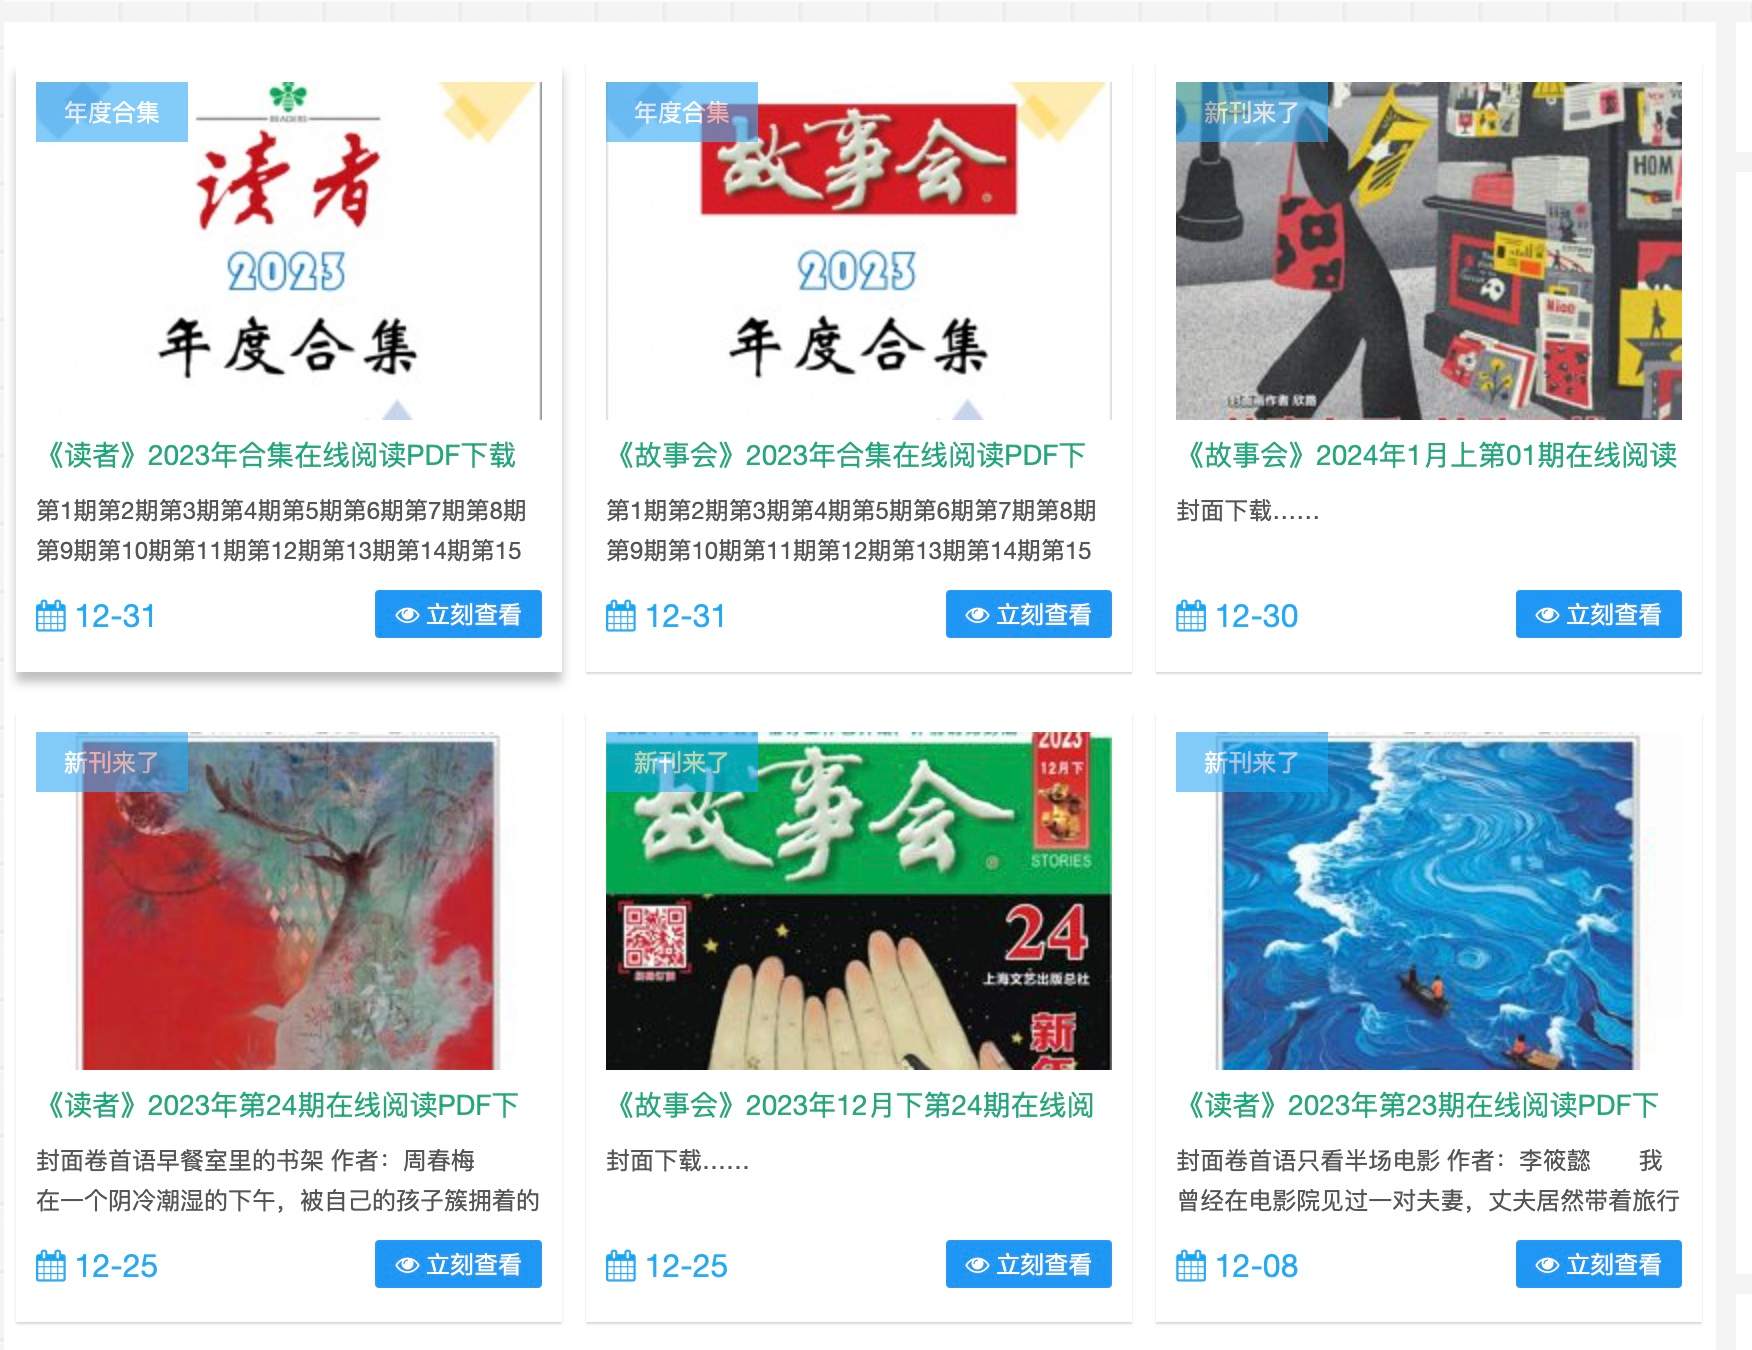 年度合集
READERS
读者
2023
年度合集
《读者》2023年合集在线阅读PDF下载
第1期第2期第3期第4期第5期第6期第7期第8期
第9期第10期第11期第12期第13期第14期第15
12-31
立刻查看
年度合集
故事会
2023
年度合集
《故事会》2023年合集在线阅读PDF下
第1期第2期第3期第4期第5期第6期第7期第8期
第9期第10期第11期第12期第13期第14期第15
12-31
立刻查看
新刊来了
HOM
Nice
封面画作者 欣路
《故事会》2024年1月上第01期在线阅读
封面下载……
12-30
立刻查看
新刊来了
《读者》2023年第24期在线阅读PDF下
封面卷首语早餐室里的书架 作者：周春梅
在一个阴冷潮湿的下午，被自己的孩子簇拥着的
12-25
立刻查看
新刊来了
故事会
2023
12月下
STORIES
24
上海文艺出版总社
新
年
《故事会》2023年12月下第24期在线阅
封面下载……
12-25
立刻查看
新刊来了
《读者》2023年第23期在线阅读PDF下
封面卷首语只看半场电影 作者：李筱懿 我
曾经在电影院见过一对夫妻，丈夫居然带着旅行
12-08
立刻查看